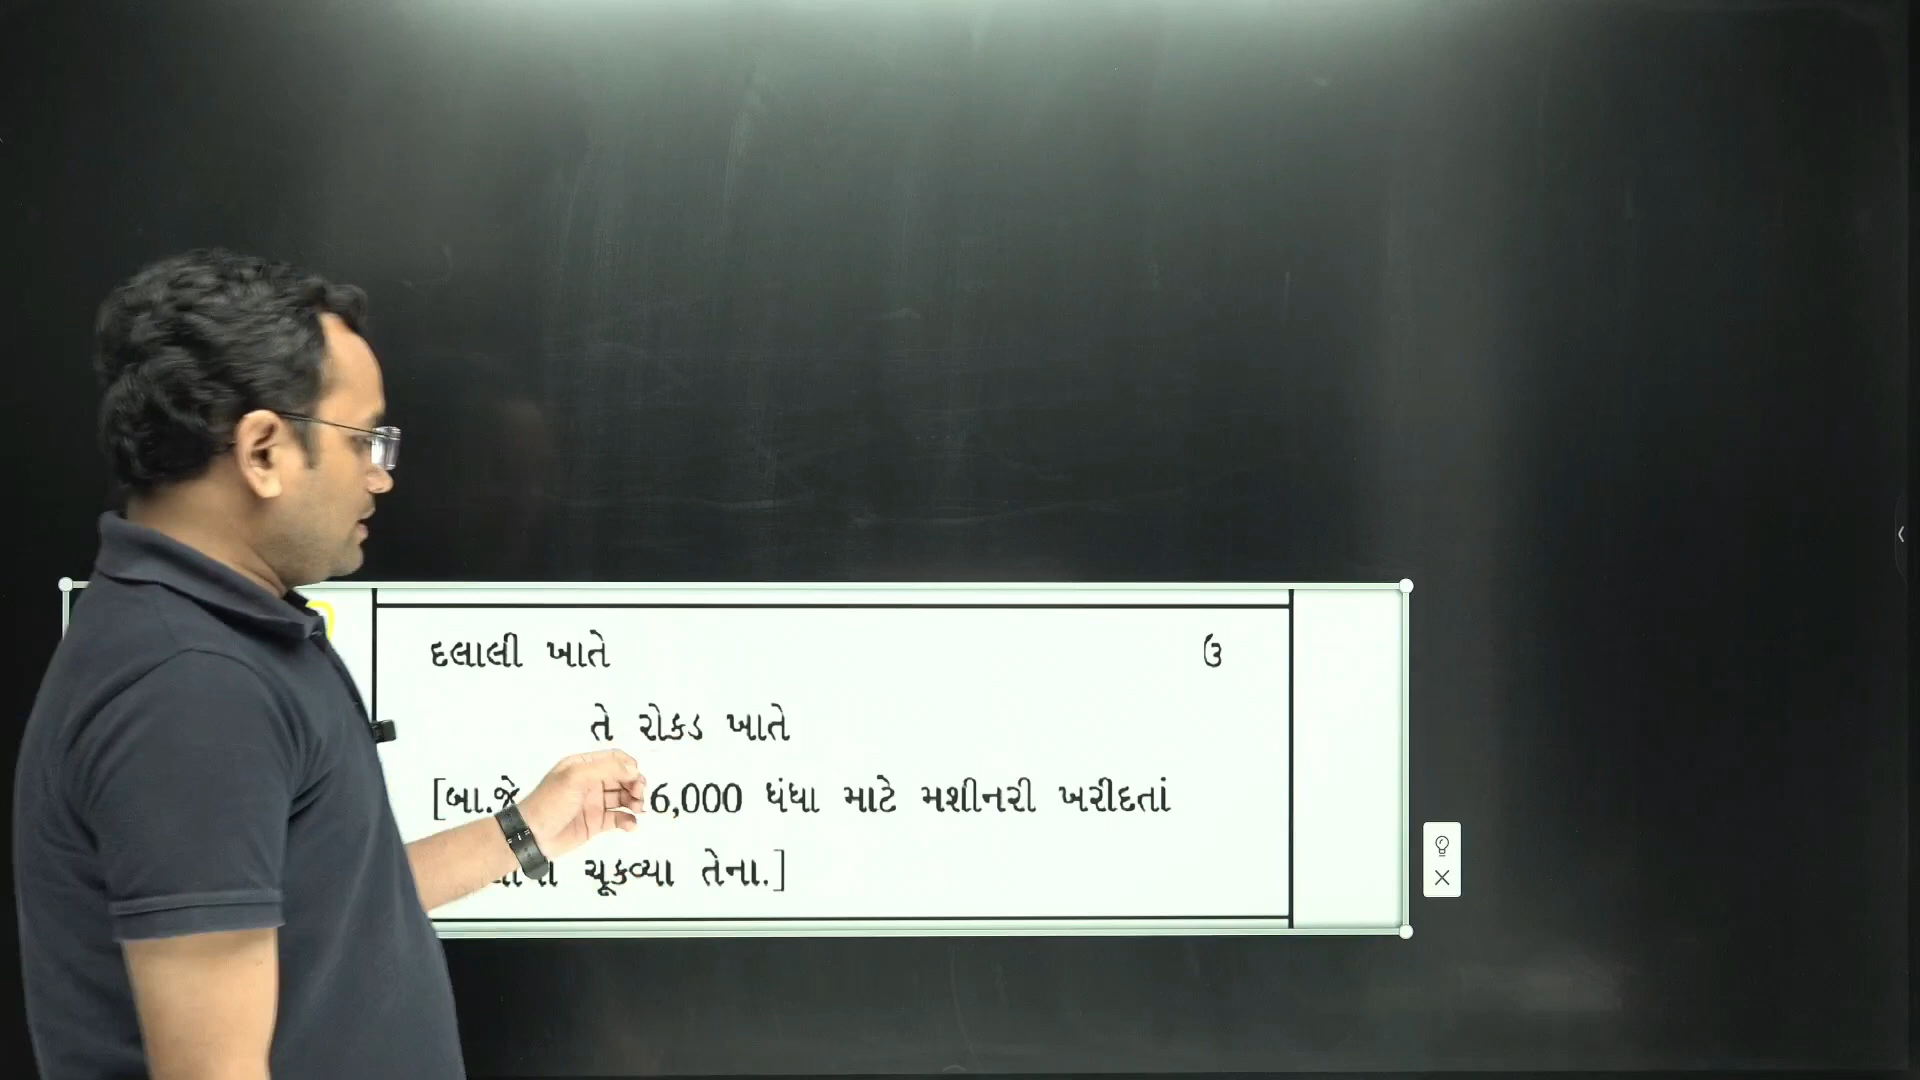 દલાલી ખાતે ઉ
તે રોકડ ખાતે
[બા.જે 6,000 ધંધા માટે મશીનરી ખરીદતાં
ચૂકવ્યા તેના.]